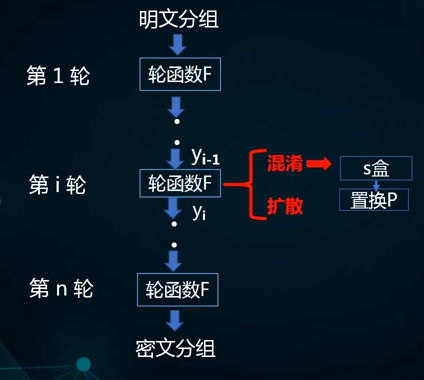 明文分组
第 1 轮
轮函数F
yi-1
混淆
s盒
第 i 轮
轮函数F
置换P
扩散
yi
第 n 轮
轮函数F
密文分组